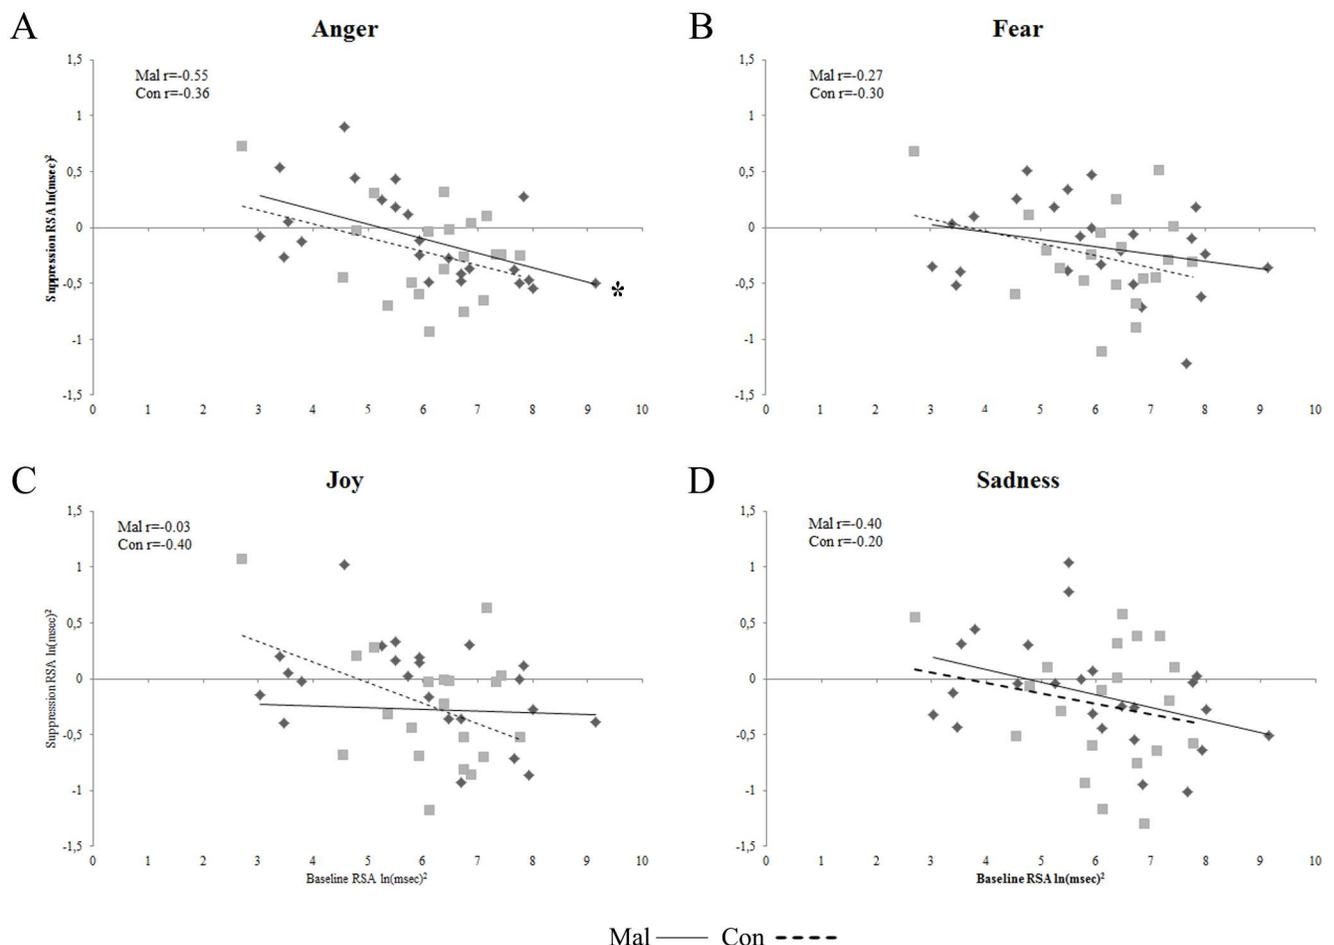 A
Anger
B
Fear
1,5
1
0,5
0
-0,5
-1
-1,5
Suppression RSA ln(msec)²
Mal r=-0.55
Con r=-0.36
*
0 1 2 3 4 5 6 7 8 9 10
1,5
1
0,5
0
-0,5
-1
-1,5
Mal r=-0.27
Con r=-0.30
0 1 2 3 4 5 6 7 8 9 10
C
Joy
D
Sadness
1,5
1
0,5
0
-0,5
-1
-1,5
Suppression RSA ln(msec)²
Mal r=-0.03
Con r=-0.40
0 1 2 3 4 5 6 7 8 9 10
Baseline RSA ln(msec)²
1,5
1
0,5
0
-0,5
-1
-1,5
Mal r=-0.40
Con r=-0.20
0 1 2 3 4 5 6 7 8 9 10
Baseline RSA ln(msec)²
Mal Con